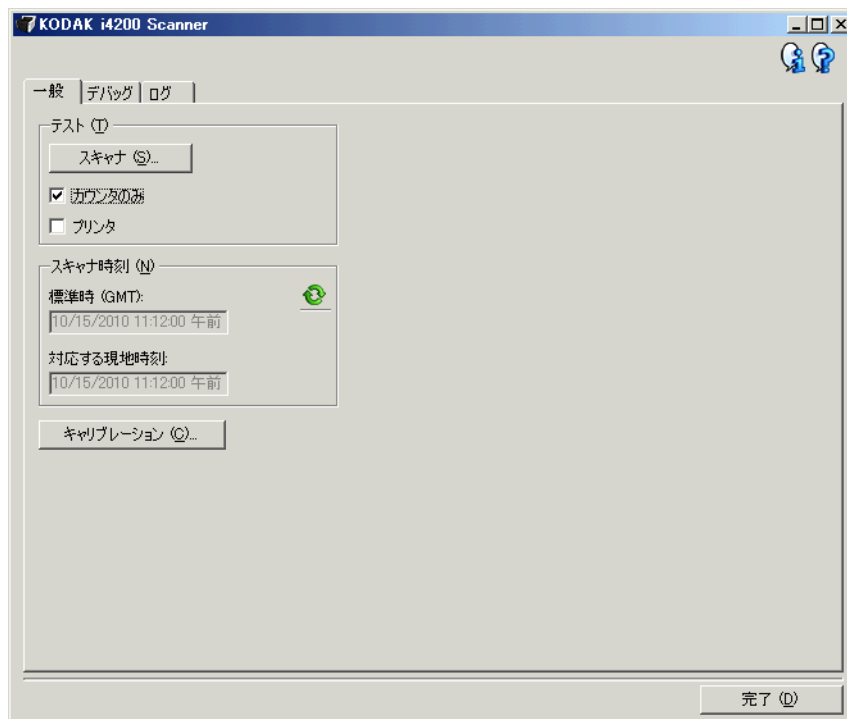 KODAK i4200 Scanner
一般 デバッグ ログ
テスト (T)
スキャナ (S)...
カウンタのみ
プリンタ
スキャナ時刻 (N)
標準時 (GMT):
10/15/2010 11:12:00 午前
対応する現地時刻:
10/15/2010 11:12:00 午前
キャリブレーション (C)...
完了 (D)